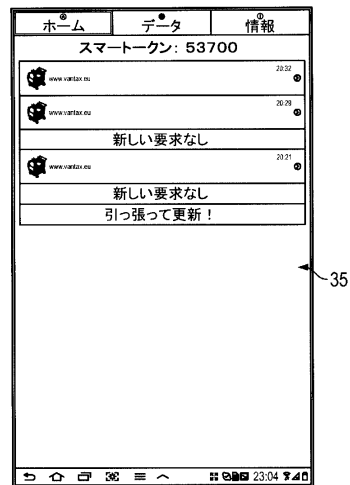 ホーム データ 情報
スマートークン: 53700
20:32
www.vantax.eu
20:29
www.vantax.eu
新しい要求なし
20:21
www.vantax.eu
新しい要求なし
引っ張って更新!
35
23:04